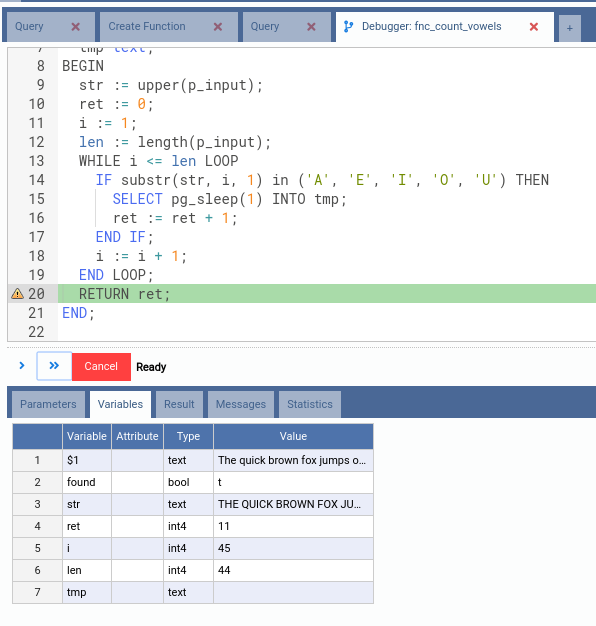 Query ✕ Create Function ✕ Query ✕ Debugger: fnc_count_vowels ✕ +
7 tmp text;
8 BEGIN
9 str := upper(p_input);
10 ret := 0;
11 i := 1;
12 len := length(p_input);
13 WHILE i <= len LOOP
14 IF substr(str, i, 1) in ('A', 'E', 'I', 'O', 'U') THEN
15 SELECT pg_sleep(1) INTO tmp;
16 ret := ret + 1;
17 END IF;
18 i := i + 1;
19 END LOOP;
20 RETURN ret;
21 END;
22
Cancel Ready
Parameters Variables Result Messages Statistics
Variable Attribute Type Value
1 $1 text The quick brown fox jumps o...
2 found bool t
3 str text THE QUICK BROWN FOX JU...
4 ret int4 11
5 i int4 45
6 len int4 44
7 tmp text